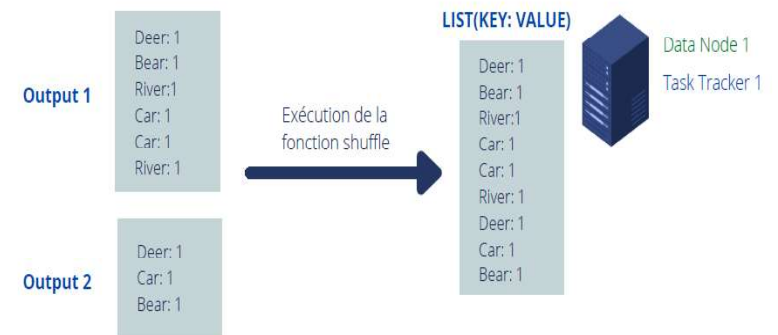 Output 1
Deer: 1
Bear: 1
River:1
Car: 1
Car: 1
River: 1
Output 2
Deer: 1
Car: 1
Bear: 1
Exécution de la
fonction shuffle
LIST(KEY: VALUE)
Deer: 1
Bear: 1
River:1
Car: 1
Car: 1
River: 1
Deer: 1
Car: 1
Bear: 1
Data Node 1
Task Tracker 1